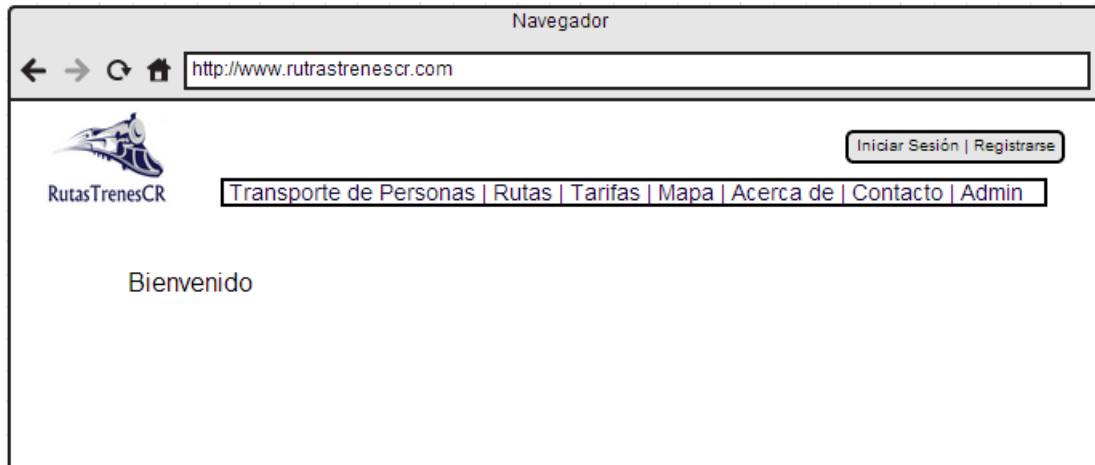 Navegador
http://www.rutrastrenescr.com
Iniciar Sesión | Registrarse
RutasTrenesCR
Transporte de Personas | Rutas | Tarifas | Mapa | Acerca de | Contacto | Admin
Bienvenido